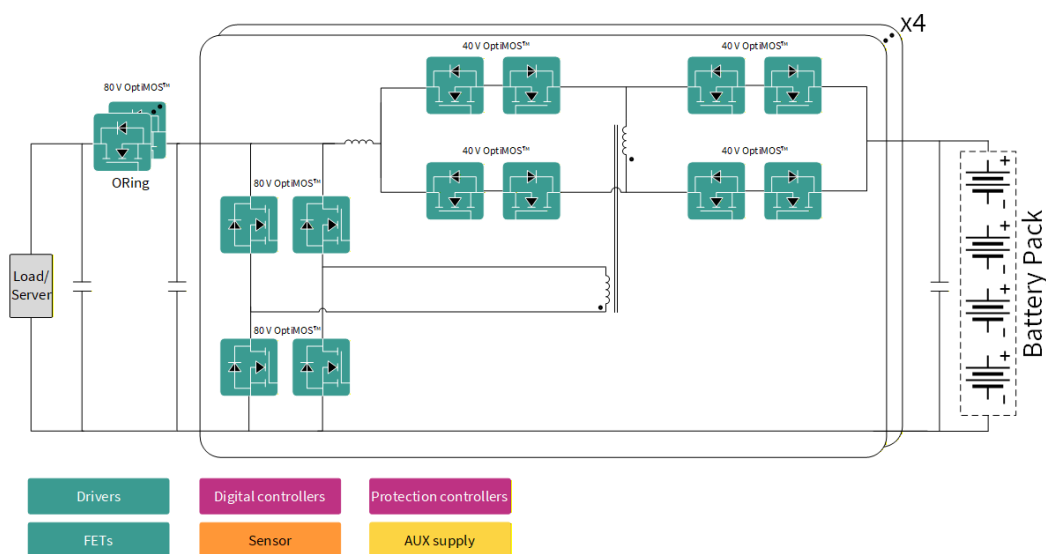 x4
40 V OptiMOS™
40 V OptiMOS™
80 V OptiMOS™
40 V OptiMOS™
40 V OptiMOS™
ORing
80 V OptiMOS™
Load/
Server
80 V OptiMOS™
+
-
+
-
+
-
+
-
Battery Pack
Drivers
Digital controllers
Protection controllers
FETs
Sensor
AUX supply